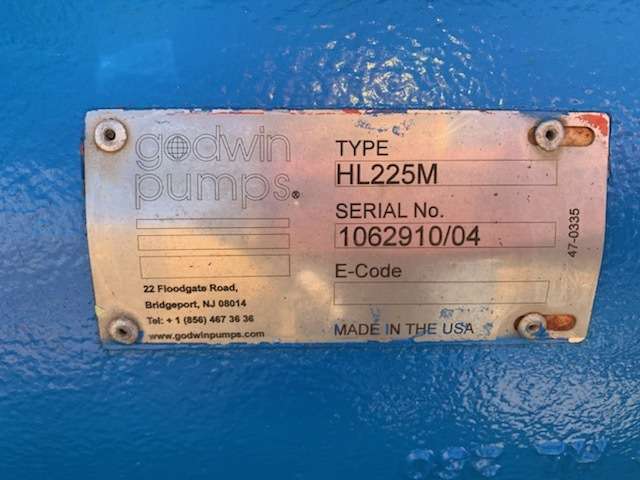 godwin
pumps®
22 Floodgate Road,
Bridgeport, NJ 08014
Tel: + 1 (856) 467 36 36
www.godwinpumps.com
TYPE
HL225M
SERIAL No.
1062910/04
E-Code
MADE IN THE USA
47-0335